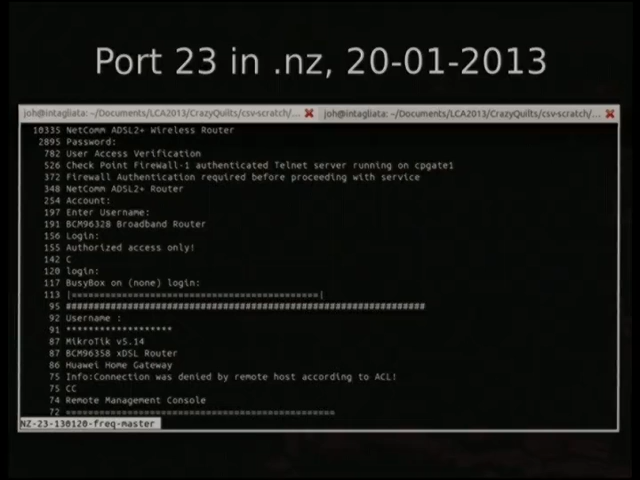 Port 23 in .nz, 20-01-2013
joh@intagliata: ~/Documents/LCA2013/CrazyQuilts/csv-scratch/... ✖ joh@intagliata: ~/Documents/LCA2013/CrazyQuilts/csv-scratch/... ✖
10335 NetComm ADSL2+ Wireless Router
2895 Password:
782 User Access Verification
526 Check Point FireWall-1 authenticated Telnet server running on cpgate1
372 Firewall Authentication required before proceeding with service
348 NetComm ADSL2+ Router
254 Account:
197 Enter Username:
191 BCM96328 Broadband Router
156 Login:
155 Authorized access only!
142 C
120 login:
117 BusyBox on (none) login:
113 |=================================================|
95 ######################################################################
92 Username :
91 ********************
87 MikroTik v5.14
87 BCM96358 xDSL Router
86 Huawei Home Gateway
75 Info:Connection was denied by remote host according to ACL!
75 CC
74 Remote Management Console
72 ====================================================
NZ-23-130120-freq-master